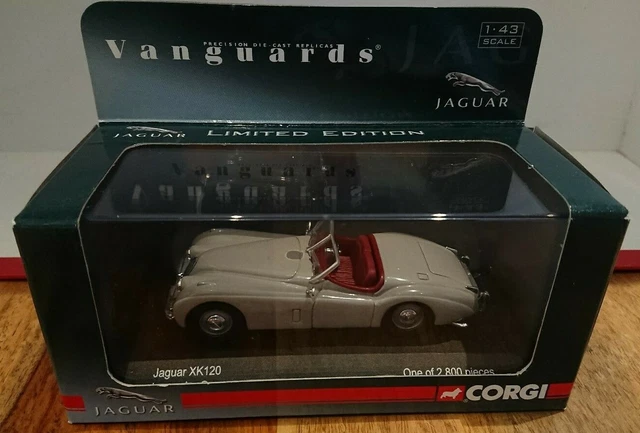 1:43
SCALE
PRECISION DIE-CAST REPLICAS
Vanguards®
JAGUAR
JAGUAR
LIMITED EDITION
Vanguards
Jaguar XK120
One of 2,800 pieces
JAGUAR
CORGI